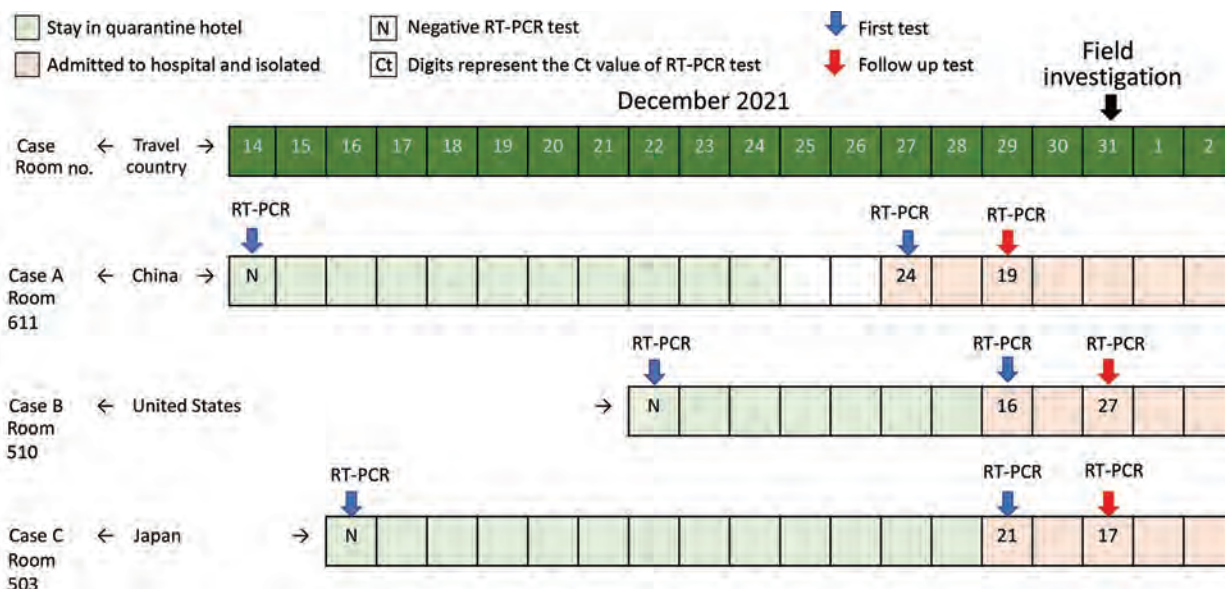 Stay in quarantine hotel
N Negative RT-PCR test
First test
Admitted to hospital and isolated
Ct Digits represent the Ct value of RT-PCR test
Follow up test
Field
investigation
December 2021
Case
Room no.
← Travel
country →
14 15 16 17 18 19 20 21 22 23 24 25 26 27 28 29 30 31 1 2
RT-PCR RT-PCR RT-PCR
Case A
Room
611
← China →
N 24 19
RT-PCR RT-PCR RT-PCR
Case B
Room
510
← United States →
N 16 27
RT-PCR RT-PCR RT-PCR
Case C
Room
503
← Japan →
N 21 17